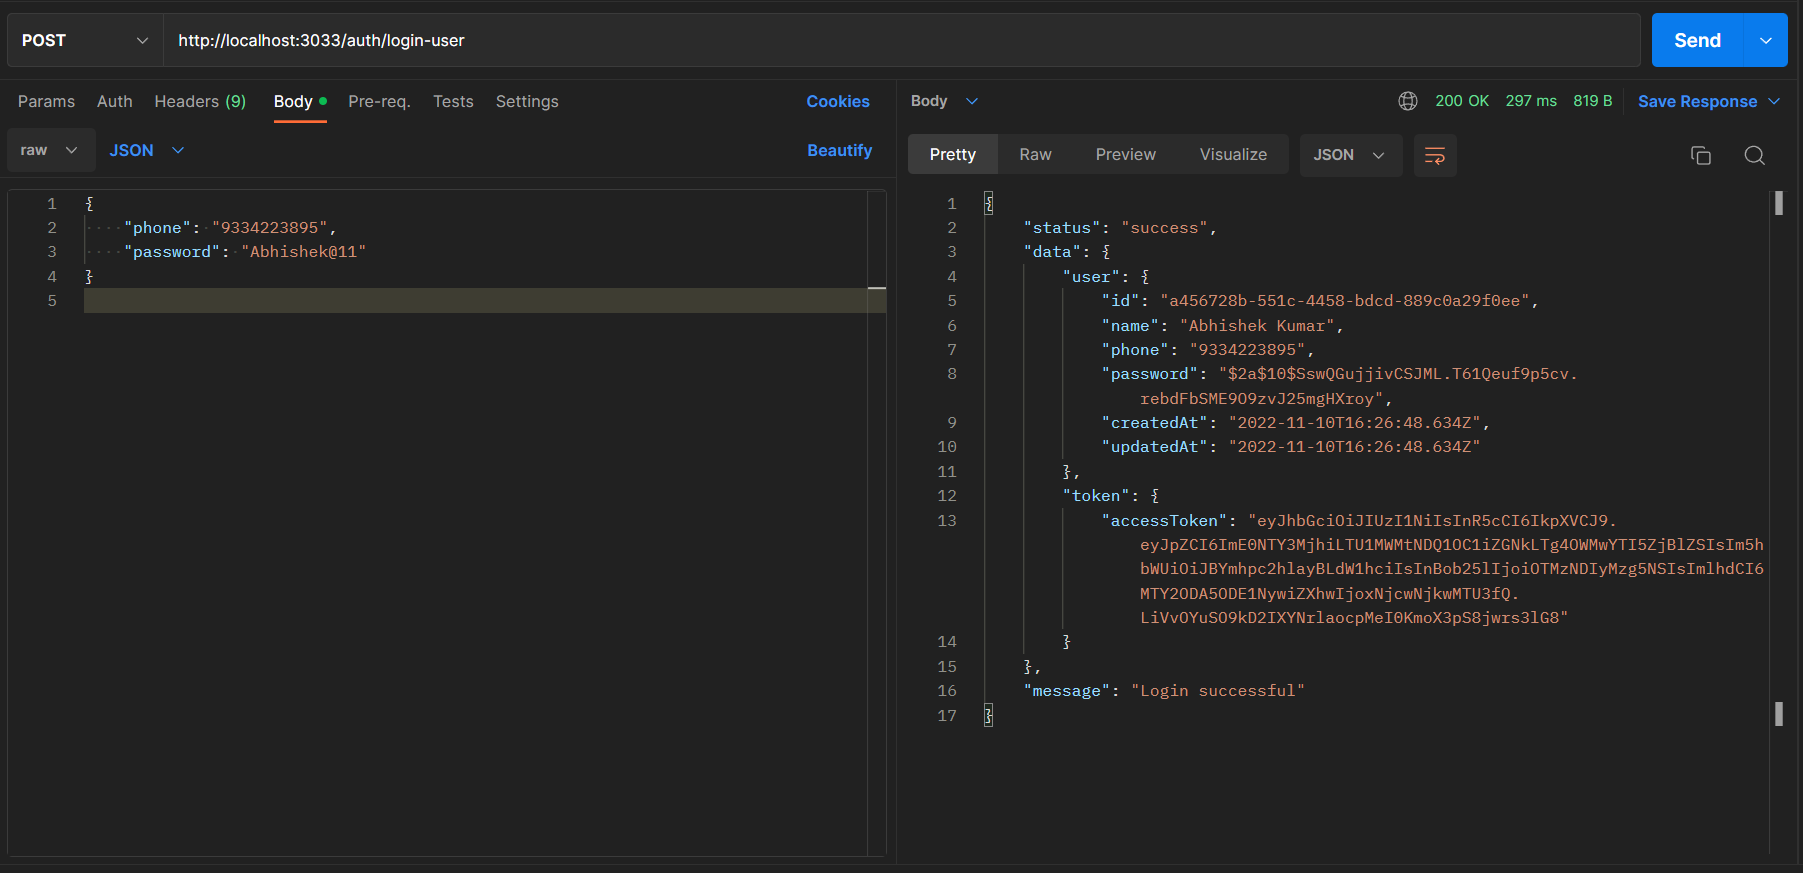 POST
http://localhost:3033/auth/login-user
Send
Params Auth Headers (9) Body Pre-req. Tests Settings Cookies
raw JSON Beautify
1 {
2 "phone": "9334223895",
3 "password": "Abhishek@11"
4 }
5
Body 200 OK 297 ms 819 B Save Response
Pretty Raw Preview Visualize JSON
1 {
2 "status": "success",
3 "data": {
4 "user": {
5 "id": "a456728b-551c-4458-bdcd-889c0a29f0ee",
6 "name": "Abhishek Kumar",
7 "phone": "9334223895",
8 "password": "$2a$10$SswQGujjivCSJML.T61Qeuf9p5cv.
rebdFbSME9O9zvJ25mgHXroy",
9 "createdAt": "2022-11-10T16:26:48.634Z",
10 "updatedAt": "2022-11-10T16:26:48.634Z"
11 },
12 "token": {
13 "accessToken": "eyJhbGciOiJIUzI1NiIsInR5cCI6IkpXVCJ9.
eyJpZCI6ImE0NTY3MjhiLTU1MWMtNDQ1OC1iZGNkLTg4OWMwYTI5ZjBlZSIsIm5h
bWUiOiJBYmhpc2hlayBLdW1hciIsInBob25lIjoiOTMzNDIyMzg5NSIsImlhdCI6
MTY2ODA5ODE1NywiZXhwIjoxNjcwNjkwMTU3fQ.
LiVvOYuSO9kD2IXYNrlaocpMeI0KmoX3pS8jwrs3lG8"
14 }
15 },
16 "message": "Login successful"
17 }